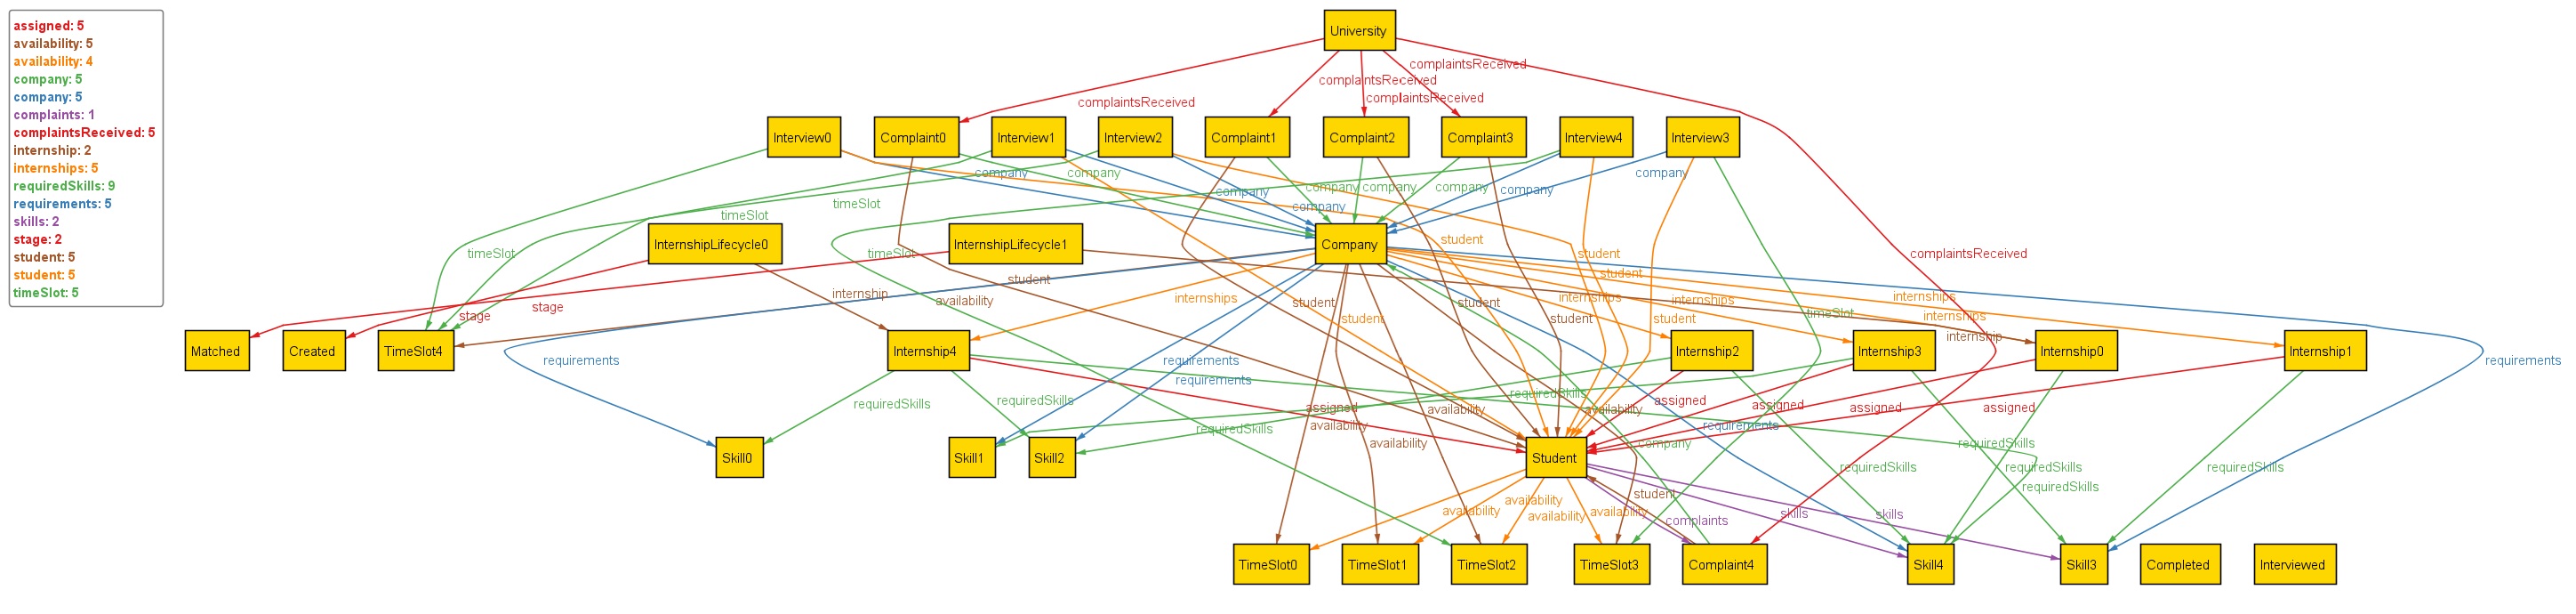 assigned: 5
availability: 5
availability: 4
company: 5
company: 5
complaints: 1
complaintsReceived: 5
internship: 2
internships: 5
requiredSkills: 9
requirements: 5
skills: 2
stage: 2
student: 5
student: 5
timeSlot: 5
University
complaintsReceived
complaintsReceived
complaintsReceived
complaintsReceived
Interview0
Complaint0
Interview1
Interview2
Complaint1
Complaint2
Complaint3
Interview4
Interview3
company
company
company
company
company
company
company
company
company
timeSlot
timeSlot
InternshipLifecycle0
InternshipLifecycle1
Company
student
student
timeSlot
timeSlot
complaintsReceived
student
student
internship
availability
internships
student
student
internships
internships
internships
internships
stage
stage
student
student
student
timeSlot
internship
Matched
Created
TimeSlot4
Internship4
Internship2
Internship3
Internship0
Internship1
requirements
requirements
requirements
requirements
requiredSkills
requiredSkills
requiredSkills
assigned
availability
availability
assigned
assigned
assigned
assigned
requiredSkills
availability
availability
requirements
company
requiredSkills
Skill0
Skill1
Skill2
Student
requiredSkills
requiredSkills
requiredSkills
requiredSkills
student
availability
availability
availability
availability
complaints
skills
skills
TimeSlot0
TimeSlot1
TimeSlot2
TimeSlot3
Complaint4
Skill4
Skill3
Completed
Interviewed